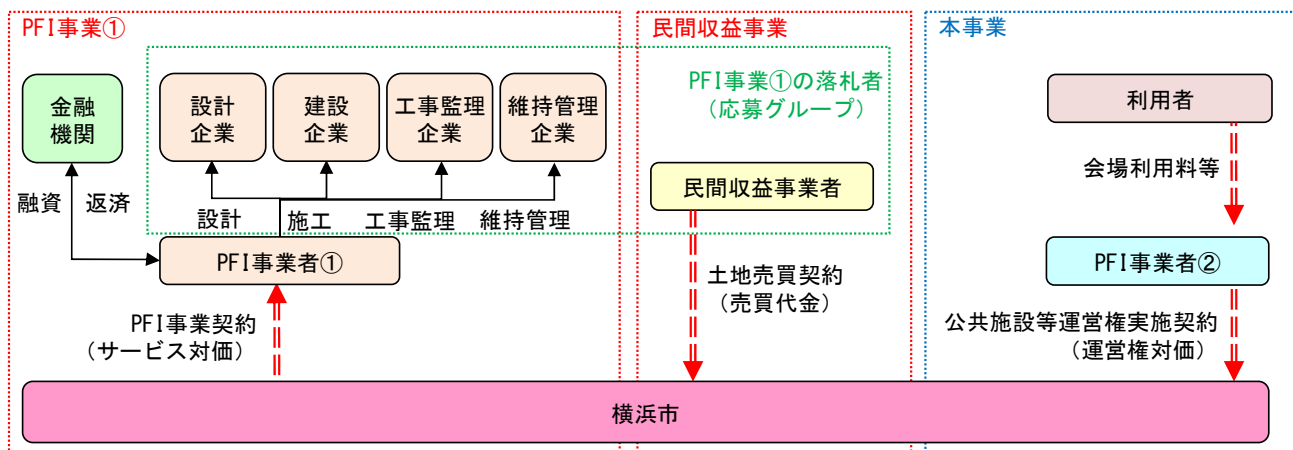 PFI事業①
民間収益事業
本事業
PFI事業①の落札者
（応募グループ）
金融
機関
設計
企業
建設
企業
工事監理
企業
維持管理
企業
利用者
会場利用料等
民間収益事業者
融資
返済
設計
施工
工事監理
維持管理
PFI事業者①
PFI事業者②
土地売買契約
（売買代金）
PFI事業契約
（サービス対価）
公共施設等運営権実施契約
（運営権対価）
横浜市